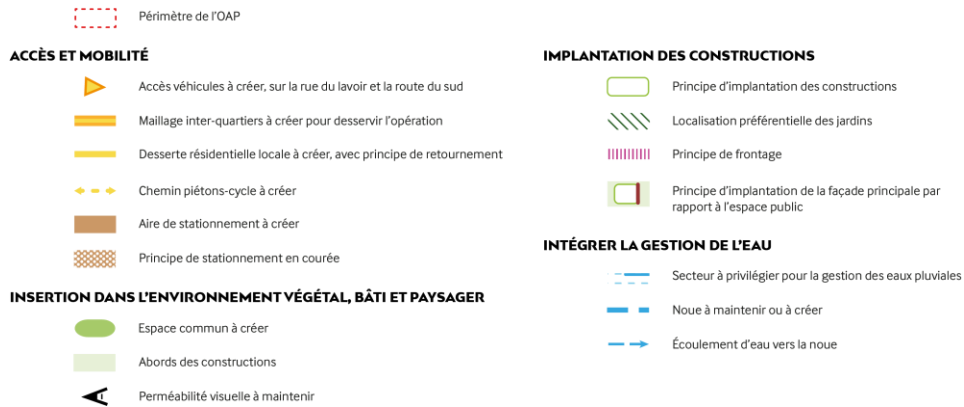 Périmètre de l'OAP
ACCÈS ET MOBILITÉ
Accès véhicules à créer, sur la rue du lavoir et la route du sud
Maillage inter-quartiers à créer pour desservir l'opération
Desserte résidentielle locale à créer, avec principe de retournement
Chemin piétons-cycle à créer
Aire de stationnement à créer
Principe de stationnement en courée
INSERTION DANS L'ENVIRONNEMENT VÉGÉTAL, BÂTI ET PAYSAGER
Espace commun à créer
Abords des constructions
Perméabilité visuelle à maintenir
IMPLANTATION DES CONSTRUCTIONS
Principe d'implantation des constructions
Localisation préférentielle des jardins
Principe de frontage
Principe d'implantation de la façade principale par
rapport à l'espace public
INTÉGRER LA GESTION DE L'EAU
Secteur à privilégier pour la gestion des eaux pluviales
Noue à maintenir ou à créer
Écoulement d'eau vers la noue